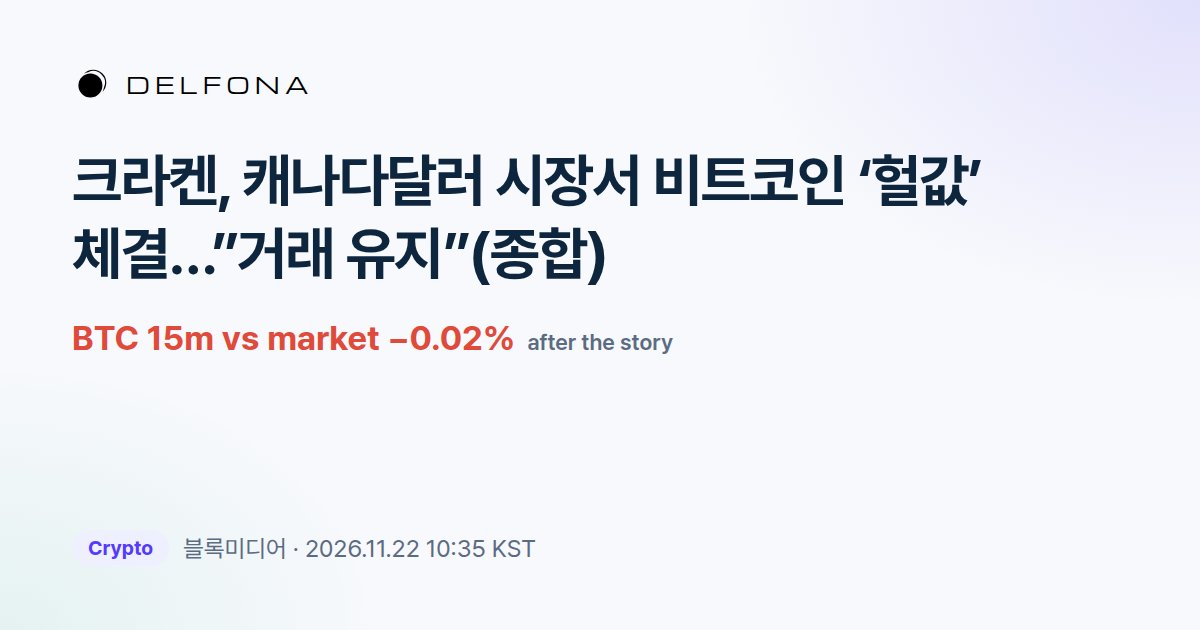 DELFONA
크라켄, 캐나다달러 시장서 비트코인 ‘헐값’
체결…”거래 유지”(종합)
BTC 15m vs market −0.02% after the story
Crypto 블록미디어 · 2026.11.22 10:35 KST